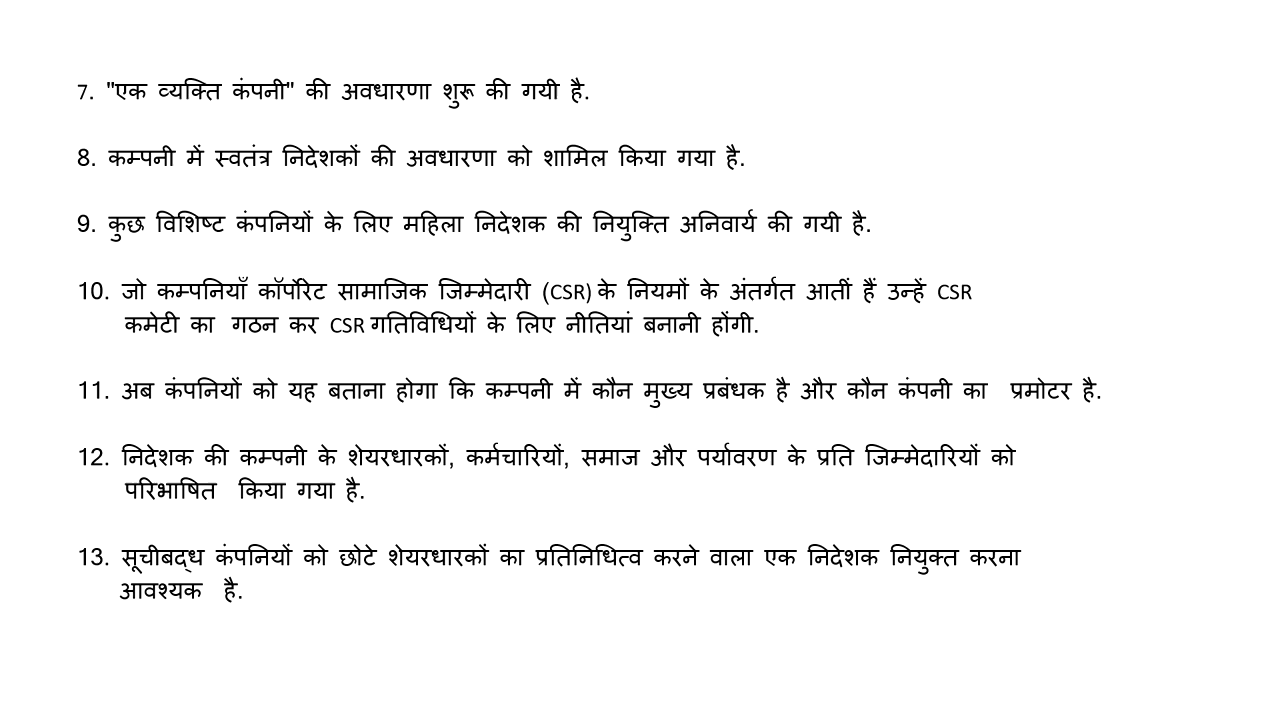 7. "एक व्यक्ति कंपनी" की अवधारणा शुरू की गयी है.
8. कम्पनी में स्वतंत्र निदेशकों की अवधारणा को शामिल किया गया है.
9. कुछ विशिष्ट कंपनियों के लिए महिला निदेशक की नियुक्ति अनिवार्य की गयी है.
10. जो कम्पनियाँ कॉर्पोरेट सामाजिक जिम्मेदारी (CSR) के नियमों के अंतर्गत आतीं हैं उन्हें CSR
कमेटी का गठन कर CSR गतिविधियों के लिए नीतियां बनानी होंगी.
11. अब कंपनियों को यह बताना होगा कि कम्पनी में कौन मुख्य प्रबंधक है और कौन कंपनी का प्रमोटर है.
12. निदेशक की कम्पनी के शेयरधारकों, कर्मचारियों, समाज और पर्यावरण के प्रति जिम्मेदारियों को
परिभाषित किया गया है.
13. सूचीबद्ध कंपनियों को छोटे शेयरधारकों का प्रतिनिधित्व करने वाला एक निदेशक नियुक्त करना
आवश्यक है.